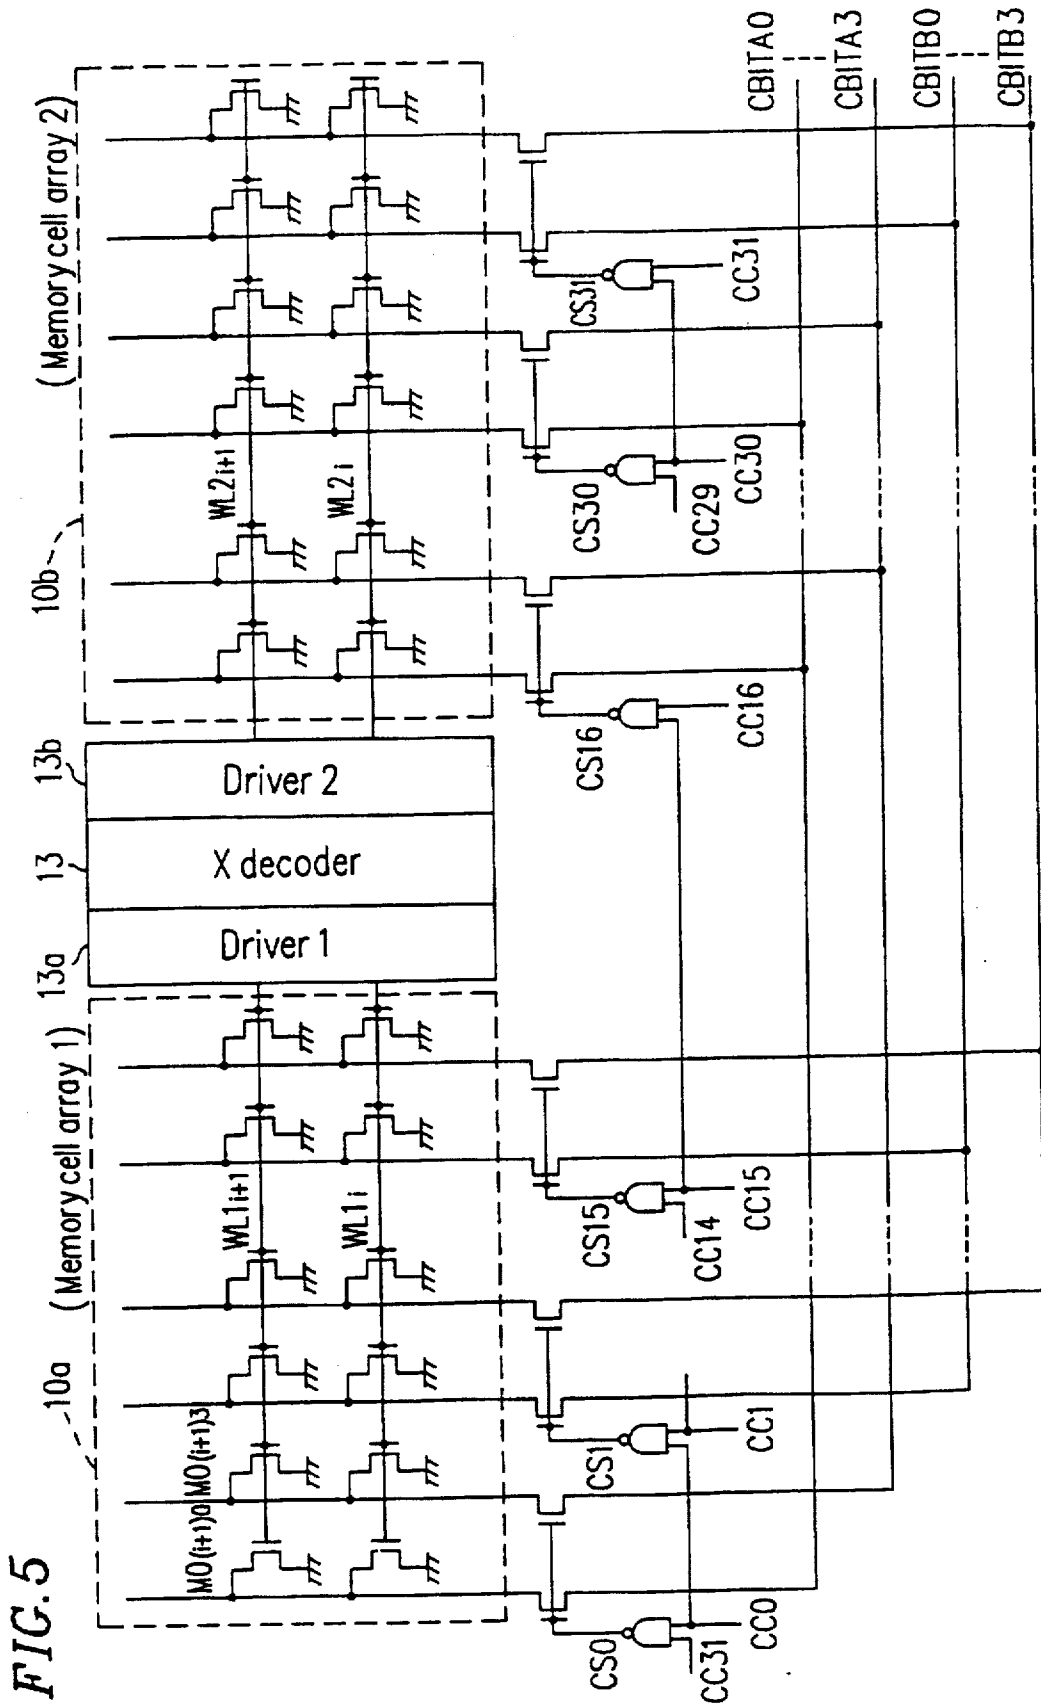 FIG.5
10a
(Memory cell array 1)
13a
13
13b
10b
(Memory cell array 2)
M0(i+1)0
M0(i+1)3
WL1i+1
WL1i
Driver 1
X decoder
Driver 2
WL2i+1
WL2i
CS0
CC31
CC0
CS1
CC1
CS15
CC14
CC15
CS16
CC16
CS30
CC29
CC30
CS31
CC31
CBITA0
CBITA3
CBITB0
CBITB3